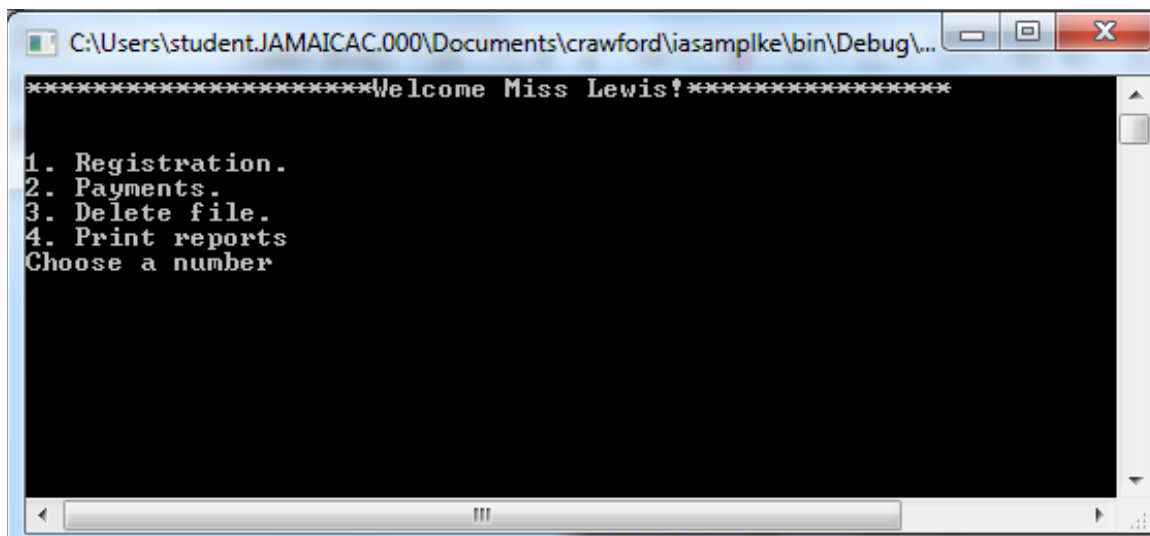 C:\Users\student.JAMAICAC.000\Documents\crawford\iasamplke\bin\Debug\...
*********************Welcome Miss Lewis!****************
1. Registration.
2. Payments.
3. Delete file.
4. Print reports
Choose a number